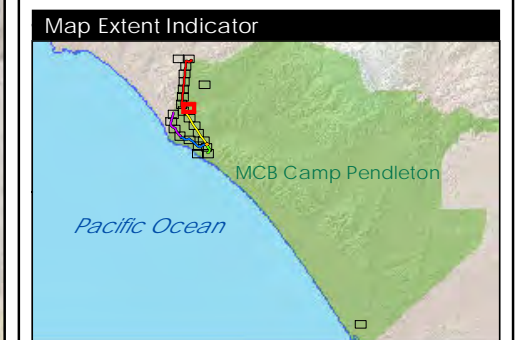 Map Extent Indicator
MCB Camp Pendleton
Pacific Ocean